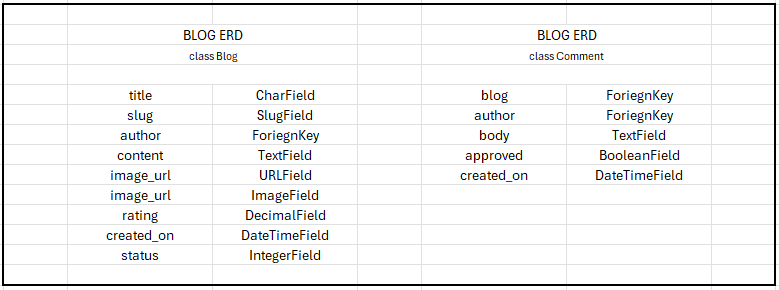 BLOG ERD
class Blog
title CharField
slug SlugField
author ForiegnKey
content TextField
image_url URLField
image_url ImageField
rating DecimalField
created_on DateTimeField
status IntegerField
BLOG ERD
class Comment
blog ForiegnKey
author ForiegnKey
body TextField
approved BooleanField
created_on DateTimeField